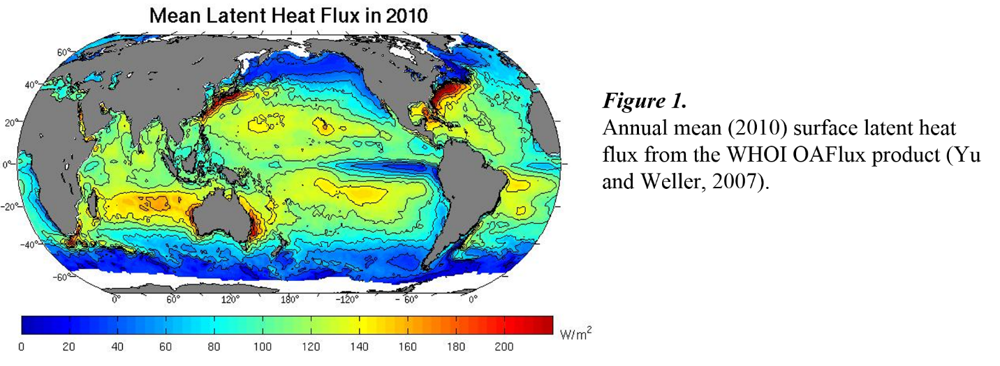 Mean Latent Heat Flux in 2010
60°
40°
20°
0°
-20°
-40°
-60°
0° 60° 120° 180° -120° - 60° 0°
0 20 40 60 80 100 120 140 160 180 200 W/m²
Figure 1.
Annual mean (2010) surface latent heat
flux from the WHOI OAFlux product (Yu
and Weller, 2007).